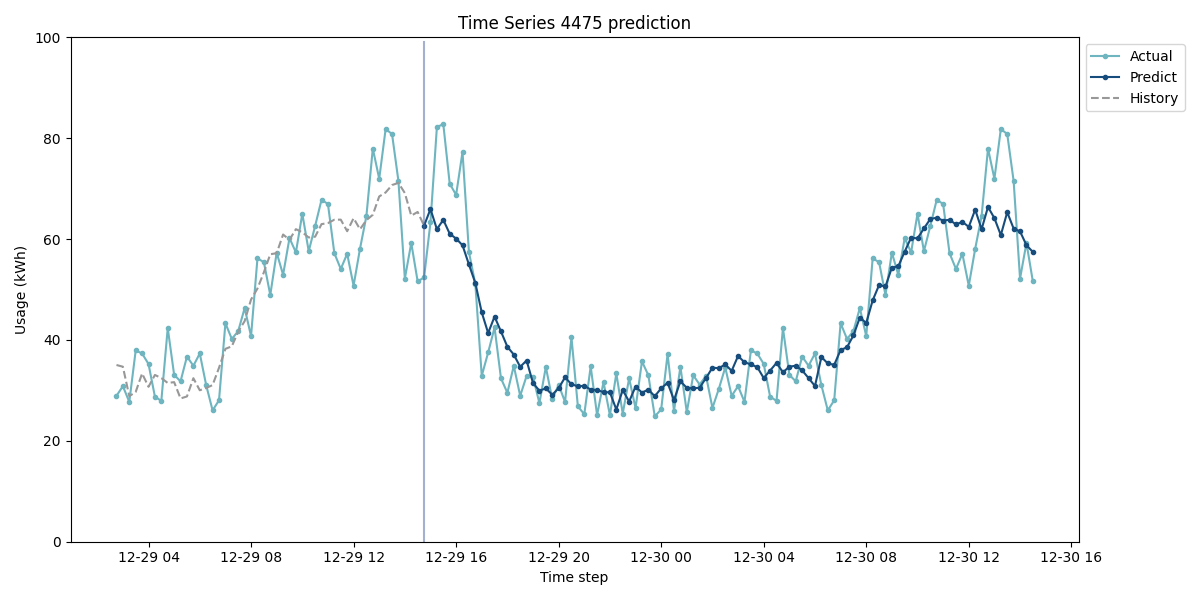 Time Series 4475 prediction
Usage (kWh)
100
80
60
40
20
0
12-29 04
12-29 08
12-29 12
12-29 16
12-29 20
12-30 00
12-30 04
12-30 08
12-30 12
12-30 16
Time step
Actual
Predict
History